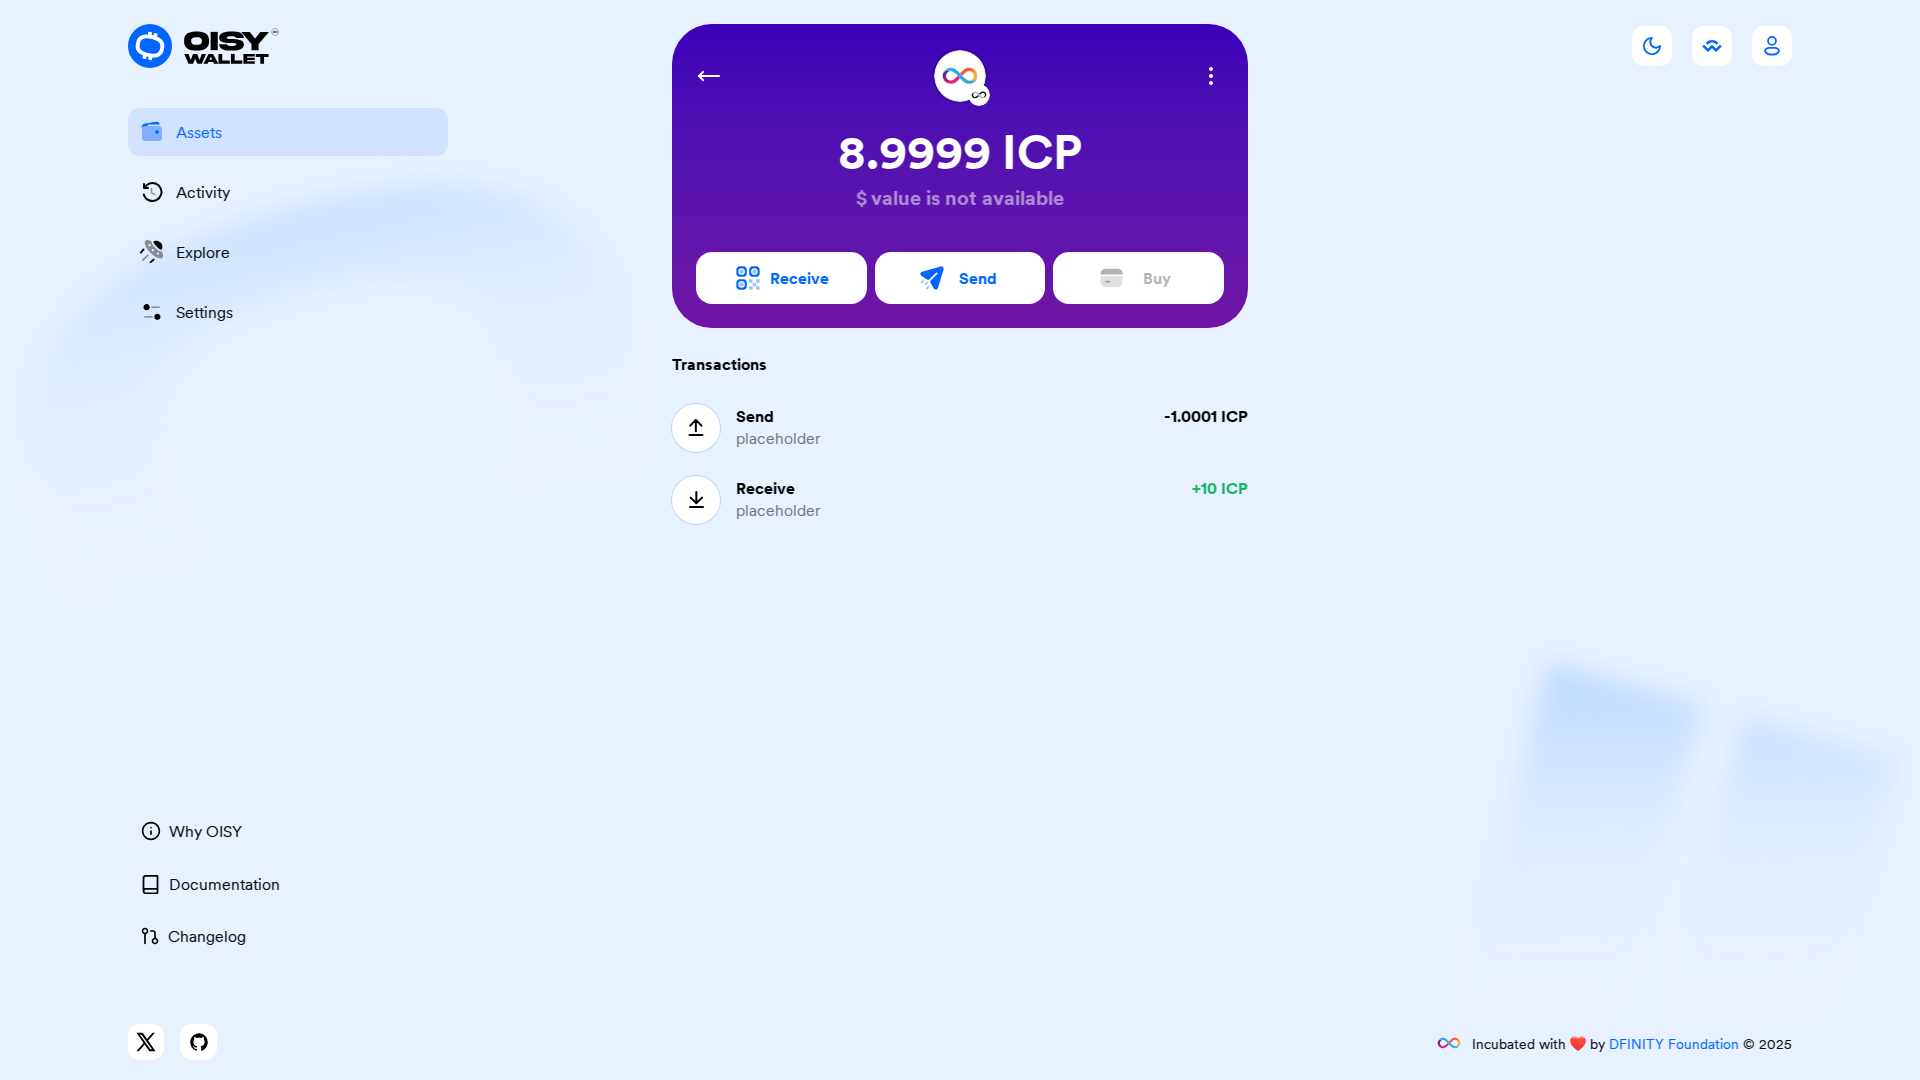 OISY
WALLET
Assets
Activity
Explore
Settings
8.9999 ICP
$ value is not available
Receive
Send
Buy
Transactions
Send
-1.0001 ICP
placeholder
Receive
+10 ICP
placeholder
Why OISY
Documentation
Changelog
Incubated with ❤️ by DFINITY Foundation © 2025